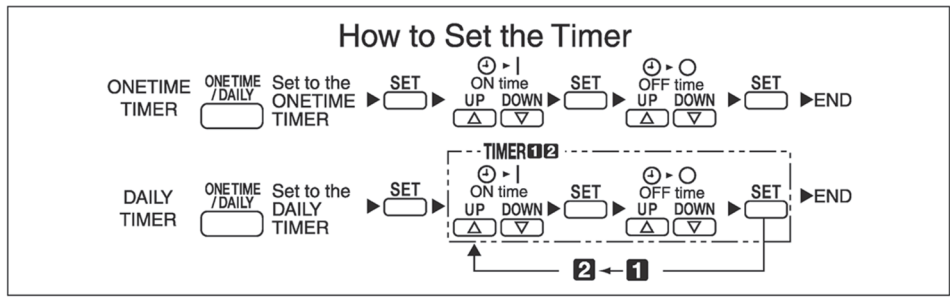 How to Set the Timer
ONETIME TIMER
ONETIME /DAILY
Set to the ONETIME TIMER
▶ SET ▶
ON time
UP DOWN
▶ SET ▶
OFF time
UP DOWN
▶ SET ▶END
TIMER 1 2
DAILY TIMER
ONETIME /DAILY
Set to the DAILY TIMER
▶ SET ▶
ON time
UP DOWN
▶ SET ▶
OFF time
UP DOWN
▶ SET ▶END
2 ← 1